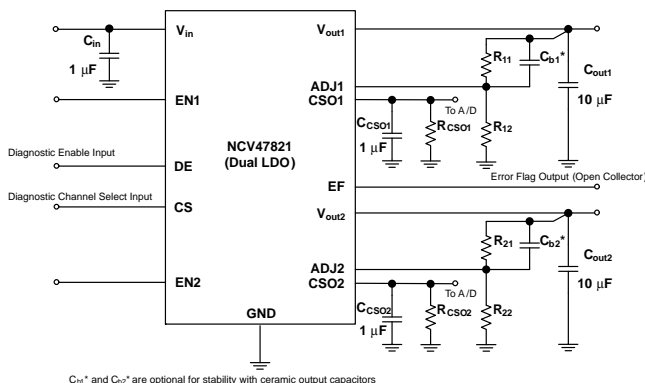 Vin
Cin
1 μF
EN1
Diagnostic Enable Input
DE
Diagnostic Channel Select Input
CS
EN2
NCV47821
(Dual LDO)
GND
Vout1
R11
Cb1*
Cout1
10 μF
ADJ1
CSO1
To A/D
CCSO1
1 μF
RCSO1
R12
EF
Error Flag Output (Open Collector)
Vout2
R21
Cb2*
Cout2
10 μF
ADJ2
CSO2
To A/D
CCSO2
1 μF
RCSO2
R22
Cb1* and Cb2* are optional for stability with ceramic output capacitors